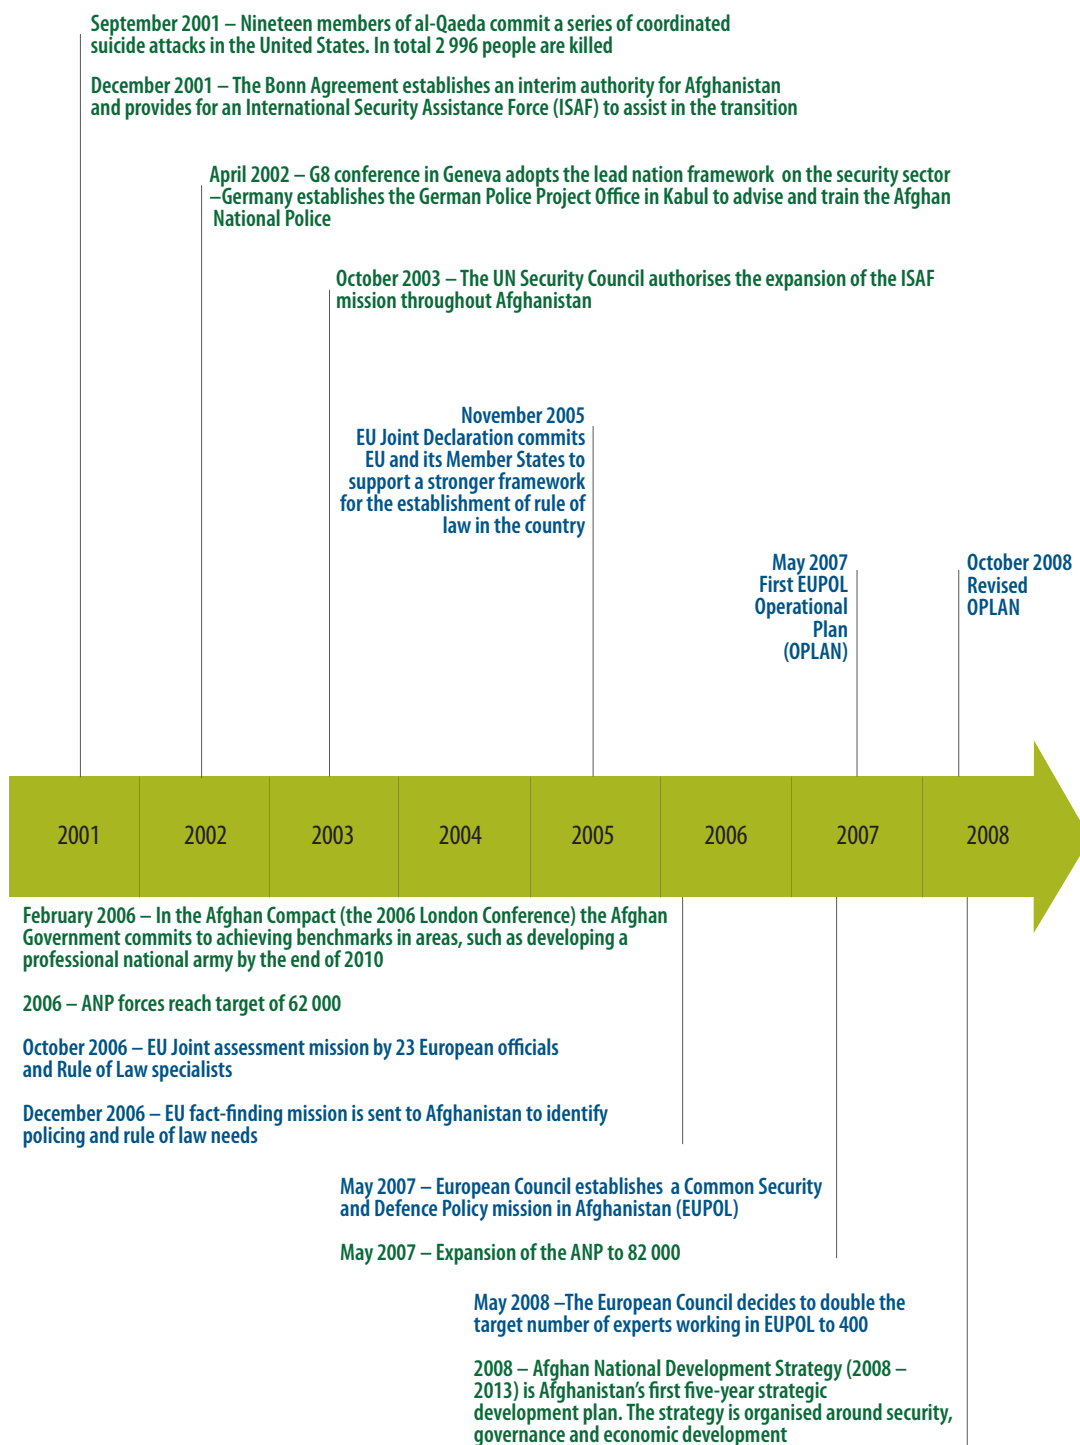 September 2001 – Nineteen members of al-Qaeda commit a series of coordinated
suicide attacks in the United States. In total 2 996 people are killed
December 2001 – The Bonn Agreement establishes an interim authority for Afghanistan
and provides for an International Security Assistance Force (ISAF) to assist in the transition
April 2002 – G8 conference in Geneva adopts the lead nation framework  on the security sector
–Germany establishes the German Police Project Office in Kabul to advise and train the Afghan
National Police
October 2003 – The UN Security Council authorises the expansion of the ISAF
mission throughout Afghanistan
November 2005
EU Joint Declaration commits
EU and its Member States to
support a stronger framework
for the establishment of rule of
law in the country
May 2007
First EUPOL
Operational
Plan
(OPLAN)
October 2008
Revised
OPLAN
2001
2002
2003
2004
2005
2006
2007
2008
February 2006 – In the Afghan Compact (the 2006 London Conference) the Afghan
Government commits to achieving benchmarks in areas, such as developing a
professional national army by the end of 2010
2006 – ANP forces reach target of 62 000
October 2006 – EU Joint assessment mission by 23 European officials
and Rule of Law specialists
December 2006 – EU fact-finding mission is sent to Afghanistan to identify
policing and rule of law needs
May 2007 – European Council establishes  a Common Security
and Defence Policy mission in Afghanistan (EUPOL)
May 2007 – Expansion of the ANP to 82 000
May 2008 –The European Council decides to double the
target number of experts working in EUPOL to 400
2008 – Afghan National Development Strategy (2008 –
2013) is Afghanistan's first five-year strategic
development plan. The strategy is organised around security,
governance and economic development